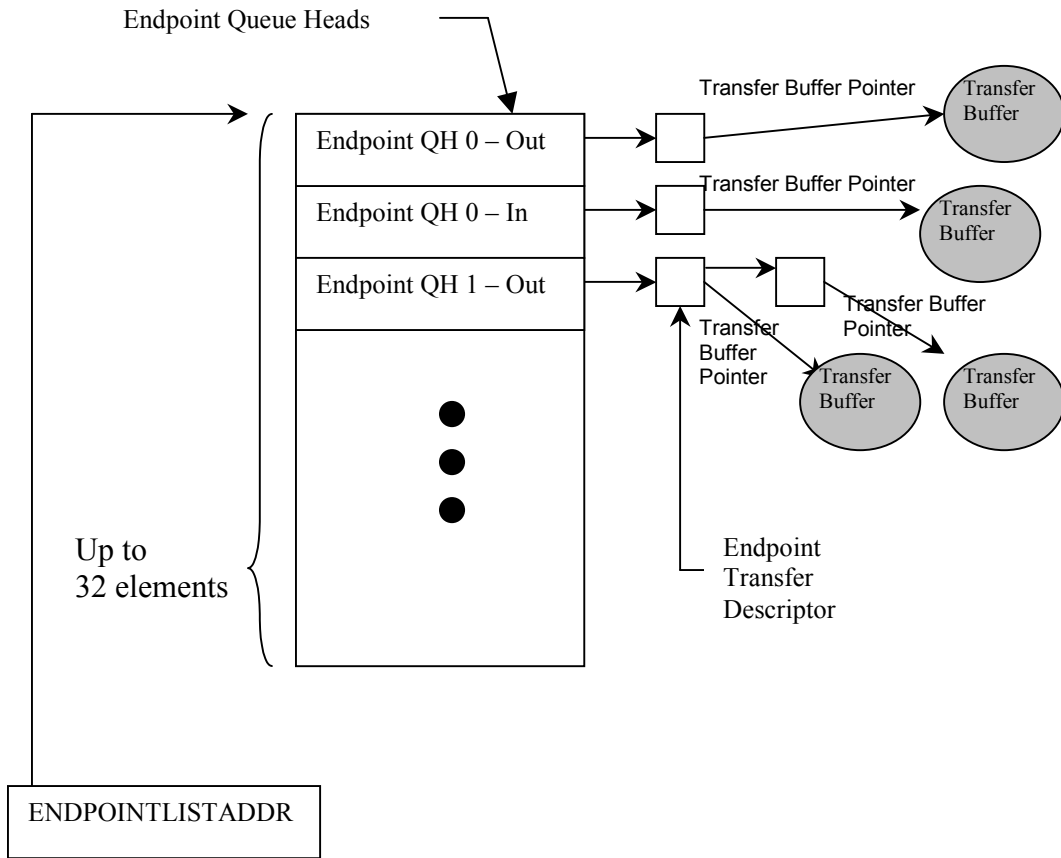 Endpoint Queue Heads
Transfer Buffer Pointer
Transfer
Buffer
Endpoint QH 0 – Out
Transfer Buffer Pointer
Endpoint QH 0 – In
Transfer
Buffer
Endpoint QH 1 – Out
Transfer Buffer
Pointer
Transfer
Buffer
Pointer
Transfer
Buffer
Transfer
Buffer
Up to
32 elements
Endpoint
Transfer
Descriptor
ENDPOINTLISTADDR